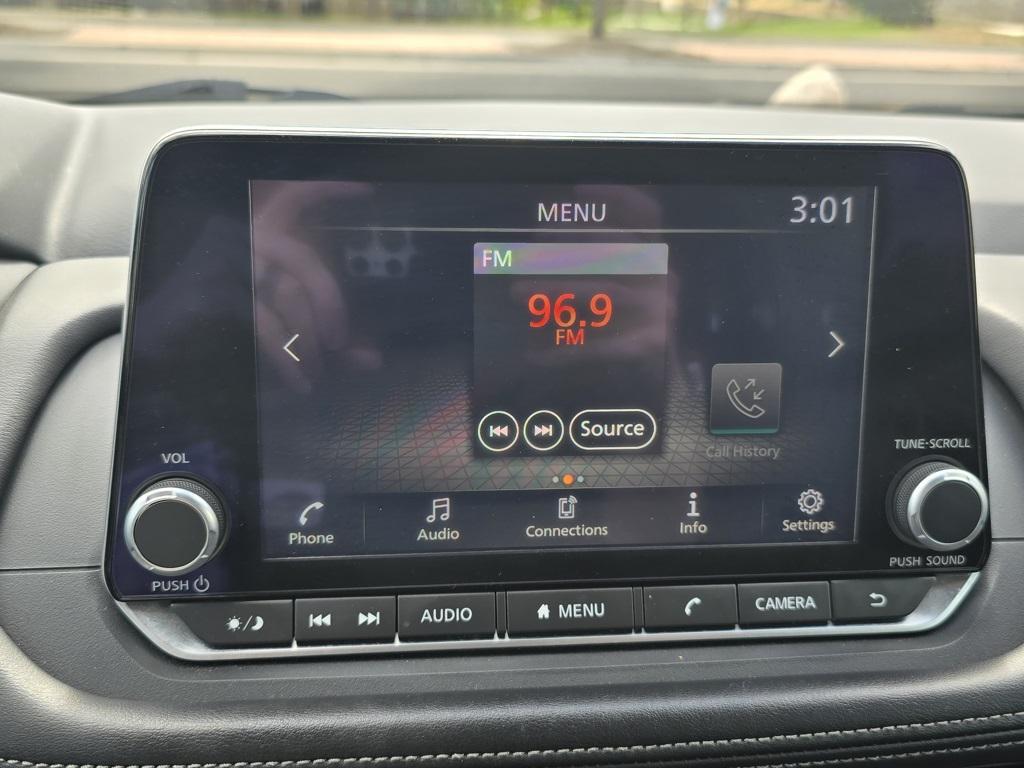 MENU
3:01
FM
96.9
FM
Source
Call History
VOL
TUNE·SCROLL
Phone
Audio
Connections
Info
Settings
PUSH
PUSH SOUND
AUDIO
MENU
CAMERA